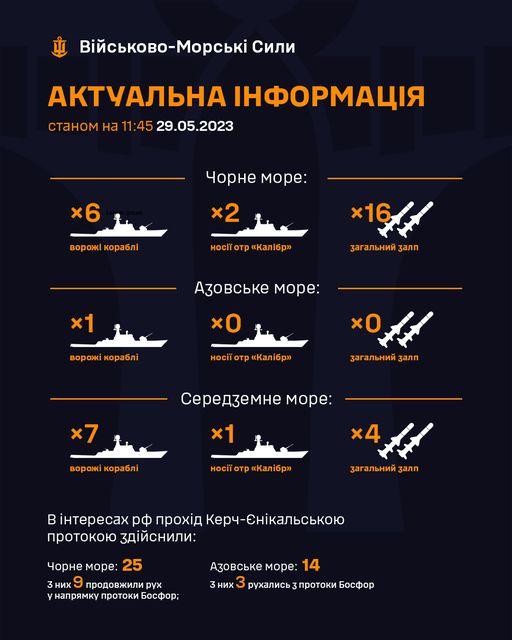 Військово-Морські Сили
АКТУАЛЬНА ІНФОРМАЦІЯ
станом на 11:45 29.05.2023
Чорне море:
×6 ×2 ×16
ворожі кораблі носії отр «Калібр» загальний залп
Азовське море:
×1 ×0 ×0
ворожі кораблі носії отр «Калібр» загальний залп
Середземне море:
×7 ×1 ×4
ворожі кораблі носії отр «Калібр» загальний залп
В інтересах рф прохід Керч-Єнікальською
протокою здійснили:
Чорне море: 25
З них 9 продовжили рух
у напрямку протоки Босфор;
Азовське море: 14
З них 3 рухались з протоки Босфор